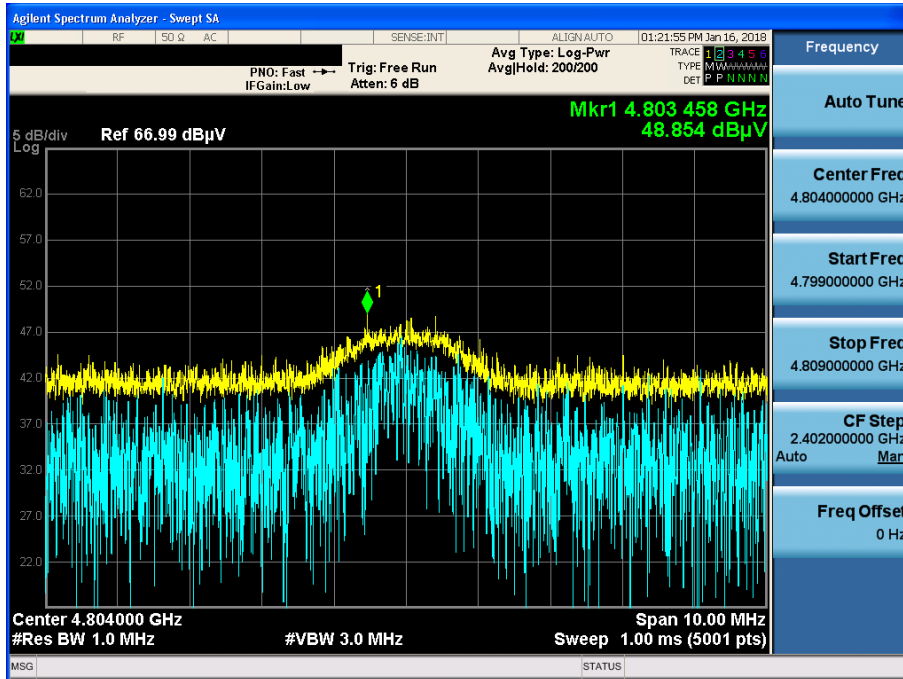 Agilent Spectrum Analyzer - Swept SA
LXI RF 50 Ω AC SENSE:INT ALIGN AUTO 01:21:55 PM Jan 16, 2018
Frequency
PNO: Fast Trig: Free Run Avg Type: Log-Pwr TRACE 1 2 3 4 5 6
IFGain:Low Atten: 6 dB Avg|Hold: 200/200 TYPE M
DET P P N N N N
Auto Tune
Mkr1 4.803 458 GHz
48.854 dBµV
5 dB/div Ref 66.99 dBµV
Log
Center Freq
4.804000000 GHz
62.0
57.0
Start Freq
4.799000000 GHz
52.0
1
47.0
Stop Freq
4.809000000 GHz
42.0
37.0
CF Step
2.402000000 GHz
Auto Man
32.0
27.0
Freq Offset
0 Hz
22.0
Center 4.804000 GHz Span 10.00 MHz
#Res BW 1.0 MHz #VBW 3.0 MHz Sweep 1.00 ms (5001 pts)
MSG STATUS